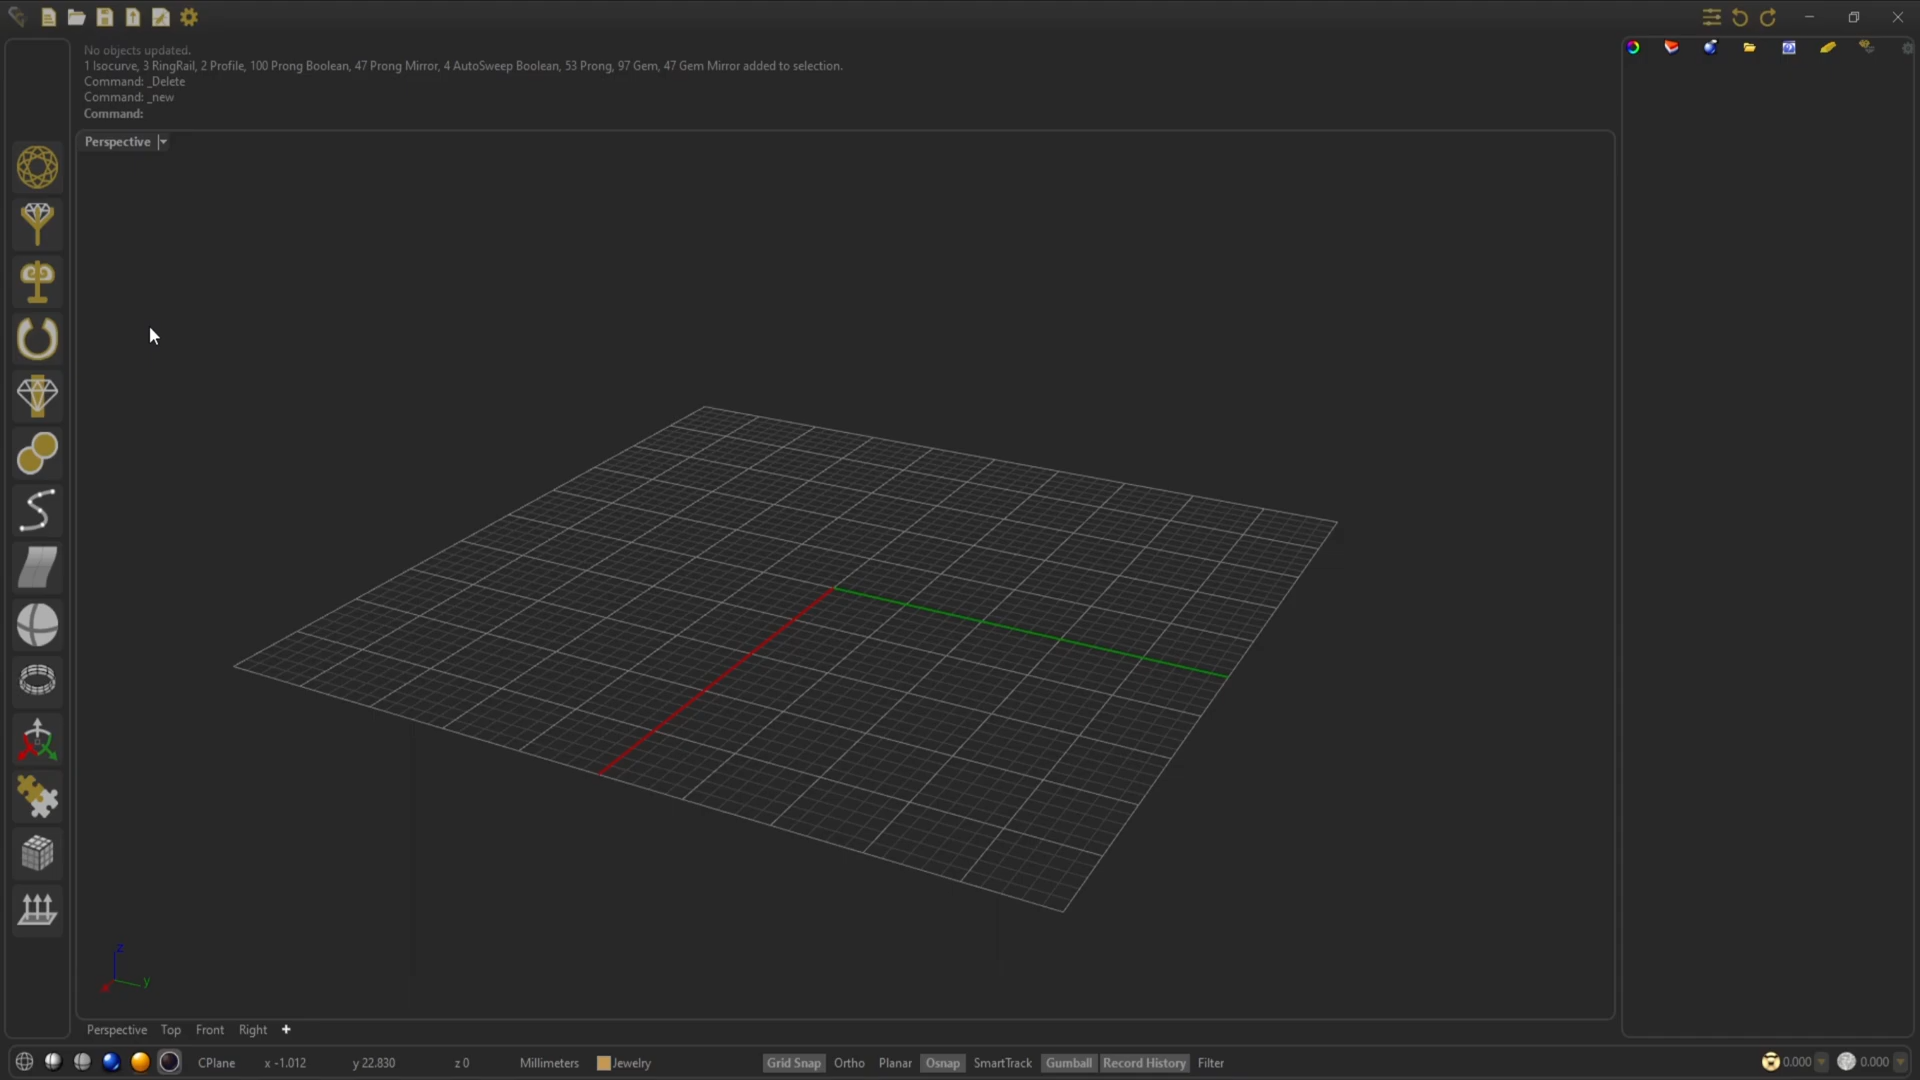 No objects updated.
1 Isocurve, 3 RingRail, 2 Profile, 100 Prong Boolean, 47 Prong Mirror, 4 AutoSweep Boolean, 53 Prong, 97 Gem, 47 Gem Mirror added to selection.
Command: _Delete
Command: _new
Command:
Perspective
z
y
Perspective Top Front Right
CPlane x -1.012 y 22.830 z 0 Millimeters Jewelry Grid Snap Ortho Planar Osnap SmartTrack Gumball Record History Filter 0.000 0.000